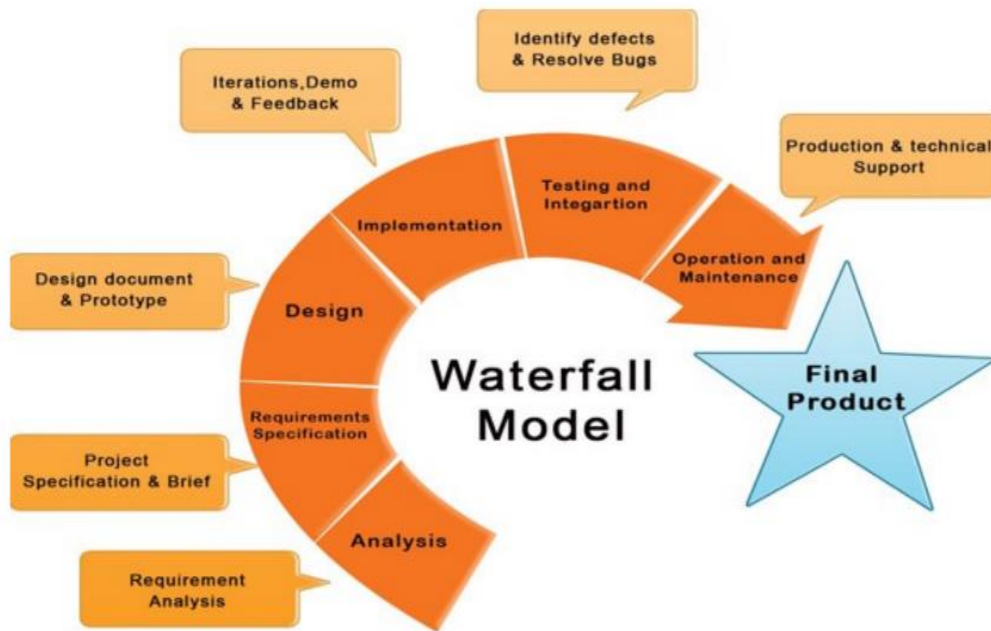 Identify defects
& Resolve Bugs
Iterations,Demo
& Feedback
Production & technical
Support
Testing and
Integartion
Implementation
Operation and
Maintenance
Design document
& Prototype
Design
Waterfall
Model
Final
Product
Requirements
Specification
Project
Specification & Brief
Analysis
Requirement
Analysis